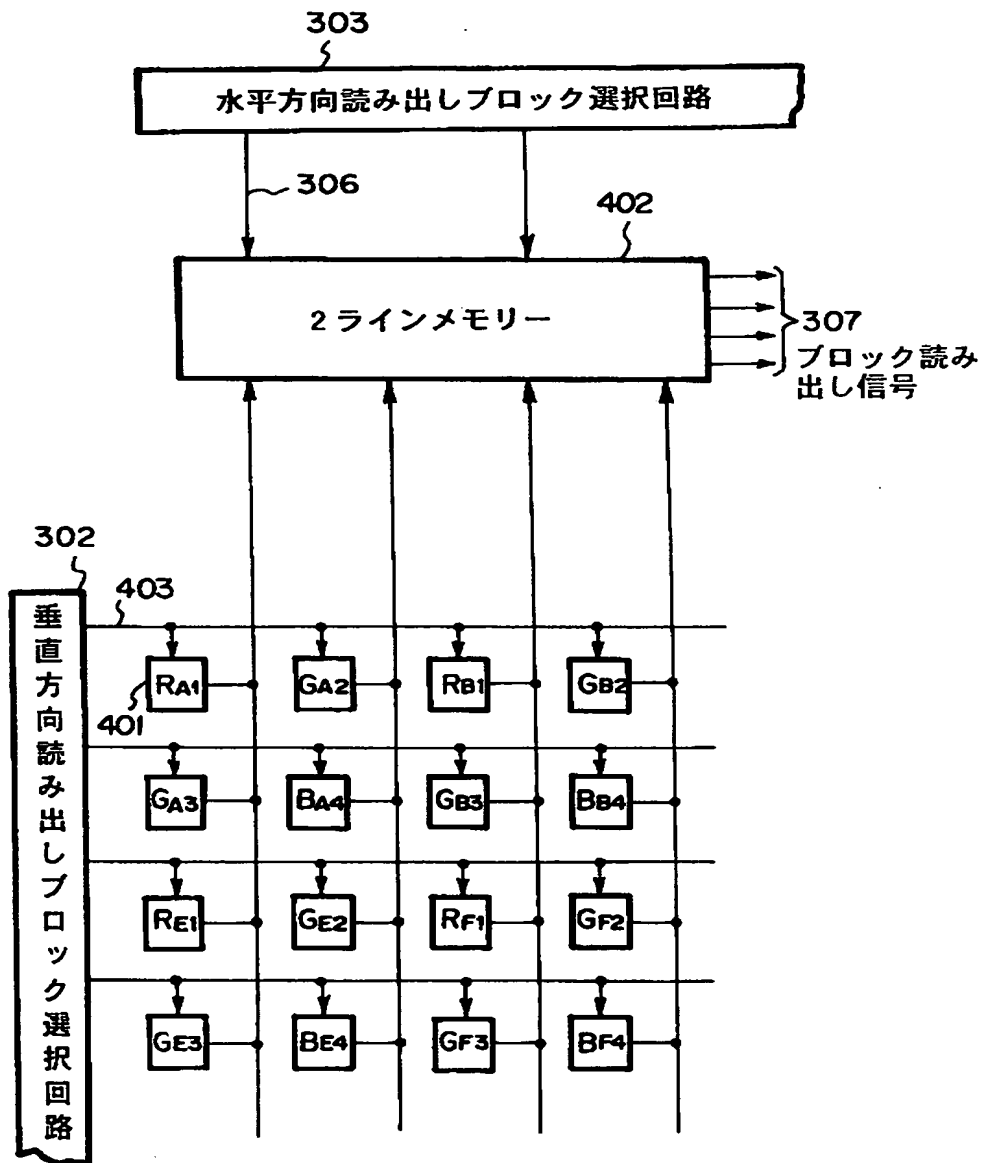 303
水平方向読み出しブロック選択回路
306
402
2ラインメモリー
307
ブロック読み
出し信号
302
垂直方向読み出しブロック選択回路
403
RA1 GA2 RB1 GB2
401
GA3 BA4 GB3 BB4
RE1 GE2 RF1 GF2
GE3 BE4 GF3 BF4